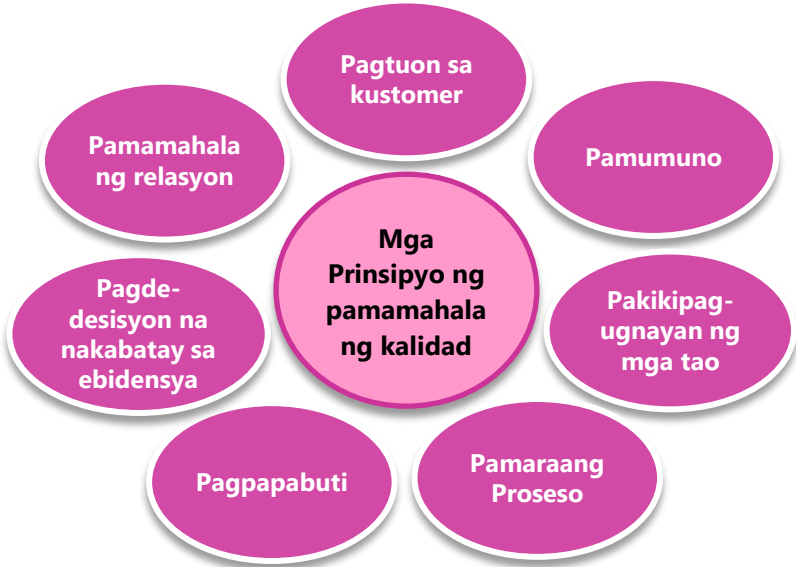 Pagtuon sa
kustomer
Pamumuno
Pakikipag-
ugnayan ng
mga tao
Pamaraang
Proseso
Pagpapabuti
Pagde-
desisyon na
nakabatay sa
ebidensya
Pamamahala
ng relasyon
Mga
Prinsipyo ng
pamamahala
ng kalidad